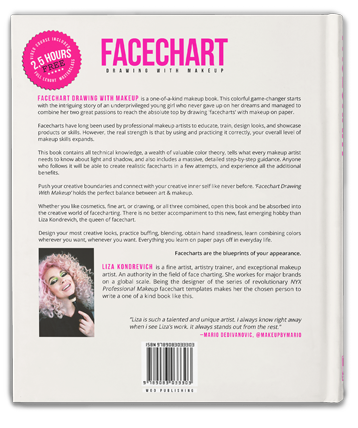 VIDEO COURSE INCLUDED
2.5 HOURS
FREE
FACECHART
DRAWING WITH MAKEUP
FACECHART DRAWING WITH MAKEUP is a one-of-a-kind makeup book. This colorful game-changer starts
with the intriguing story of an underprivileged young girl who never gave up on her dreams and managed to
combine her two great passions to reach the absolute top by drawing 'facecharts' with makeup on paper.
Facecharts have long been used by professional makeup artists to educate, train, design looks, and showcase
products or skills. However, the real strength is that by using and practicing it correctly, your overall level of
makeup skills expands.
This book contains all technical knowledge, a wealth of valuable color theory, tells what every makeup artist
needs to know about light and shadow, and also includes a massive, detailed step-by-step guidance. Anyone
who follows it will be able to create realistic facecharts in a few attempts, and experience all the additional
benefits.
Push your creative boundaries and connect with your creative inner self like never before. 'Facechart Drawing
With Makeup' holds the perfect balance between art & makeup.
Whether you like cosmetics, fine art, or drawing, or all three combined, open this book and be absorbed into
the creative world of facecharting. There is no better accompaniment to this new, fast emerging hobby than
Liza Kondrevich, the queen of facechart.
Design your most creative looks, practice buffing, blending, obtain hand steadiness, learn combining colors
wherever you want, whenever you want. Everything you learn on paper pays off in everyday life.
Facecharts are the blueprints of your appearance.
LIZA KONDREVICH is a fine artist, artistry trainer, and exceptional makeup
artist. An authority in the field of face charting. She works for major brands
on a global scale. Being the designer of the series of revolutionary NYX
Professional Makeup facechart templates makes her the chosen person to
write a one of a kind book like this.
"Liza is such a talented and unique artist. I always know right away
when I see Liza's work. It always stands out from the rest."
—MARIO DEDIVANOVIC, @MAKEUPBYMARIO
ISBN 9789083093303
9 789083 093303
MUA PUBLISHING